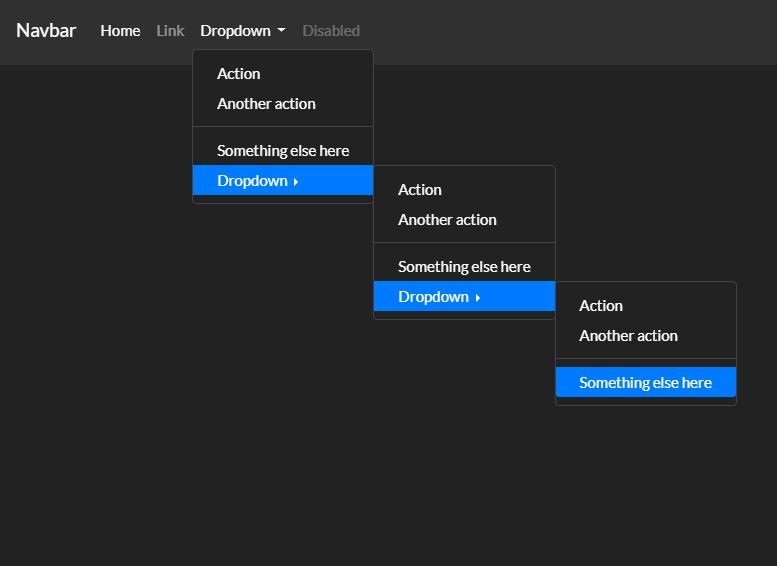 Navbar Home Link Dropdown Disabled
Action
Another action
Something else here
Dropdown
Action
Another action
Something else here
Dropdown
Action
Another action
Something else here